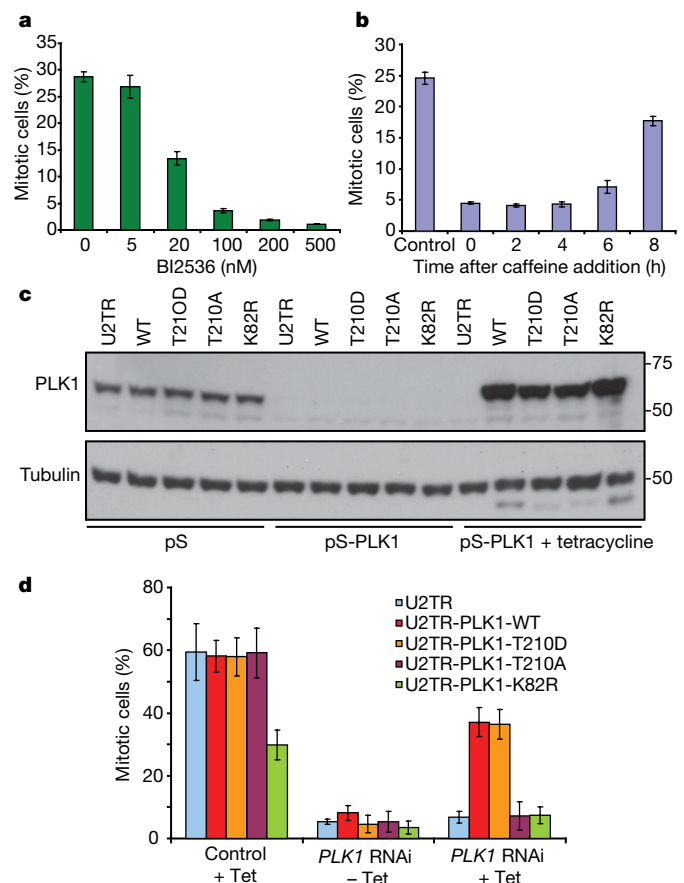 a
Mitotic cells (%)
35
30
25
20
15
10
5
0
0 5 20 100 200 500
BI2536 (nM)
b
Mitotic cells (%)
30
25
20
15
10
5
0
Control 0 2 4 6 8
Time after caffeine addition (h)
c
U2TR WT T21OD T210A K82R U2TR WT T210D T210A K82R U2TR WT T210D T210A K82R
PLK1
-75
-50
Tubulin
-50
pS pS-PLK1 pS-PLK1 + tetracycline
d
Mitotic cells (%)
80
60
40
20
0
U2TR
U2TR-PLK1-WT
U2TR-PLK1-T210D
U2TR-PLK1-T210A
U2TR-PLK1-K82R
Control PLK1 RNAi PLK1 RNAi
+ Tet – Tet + Tet